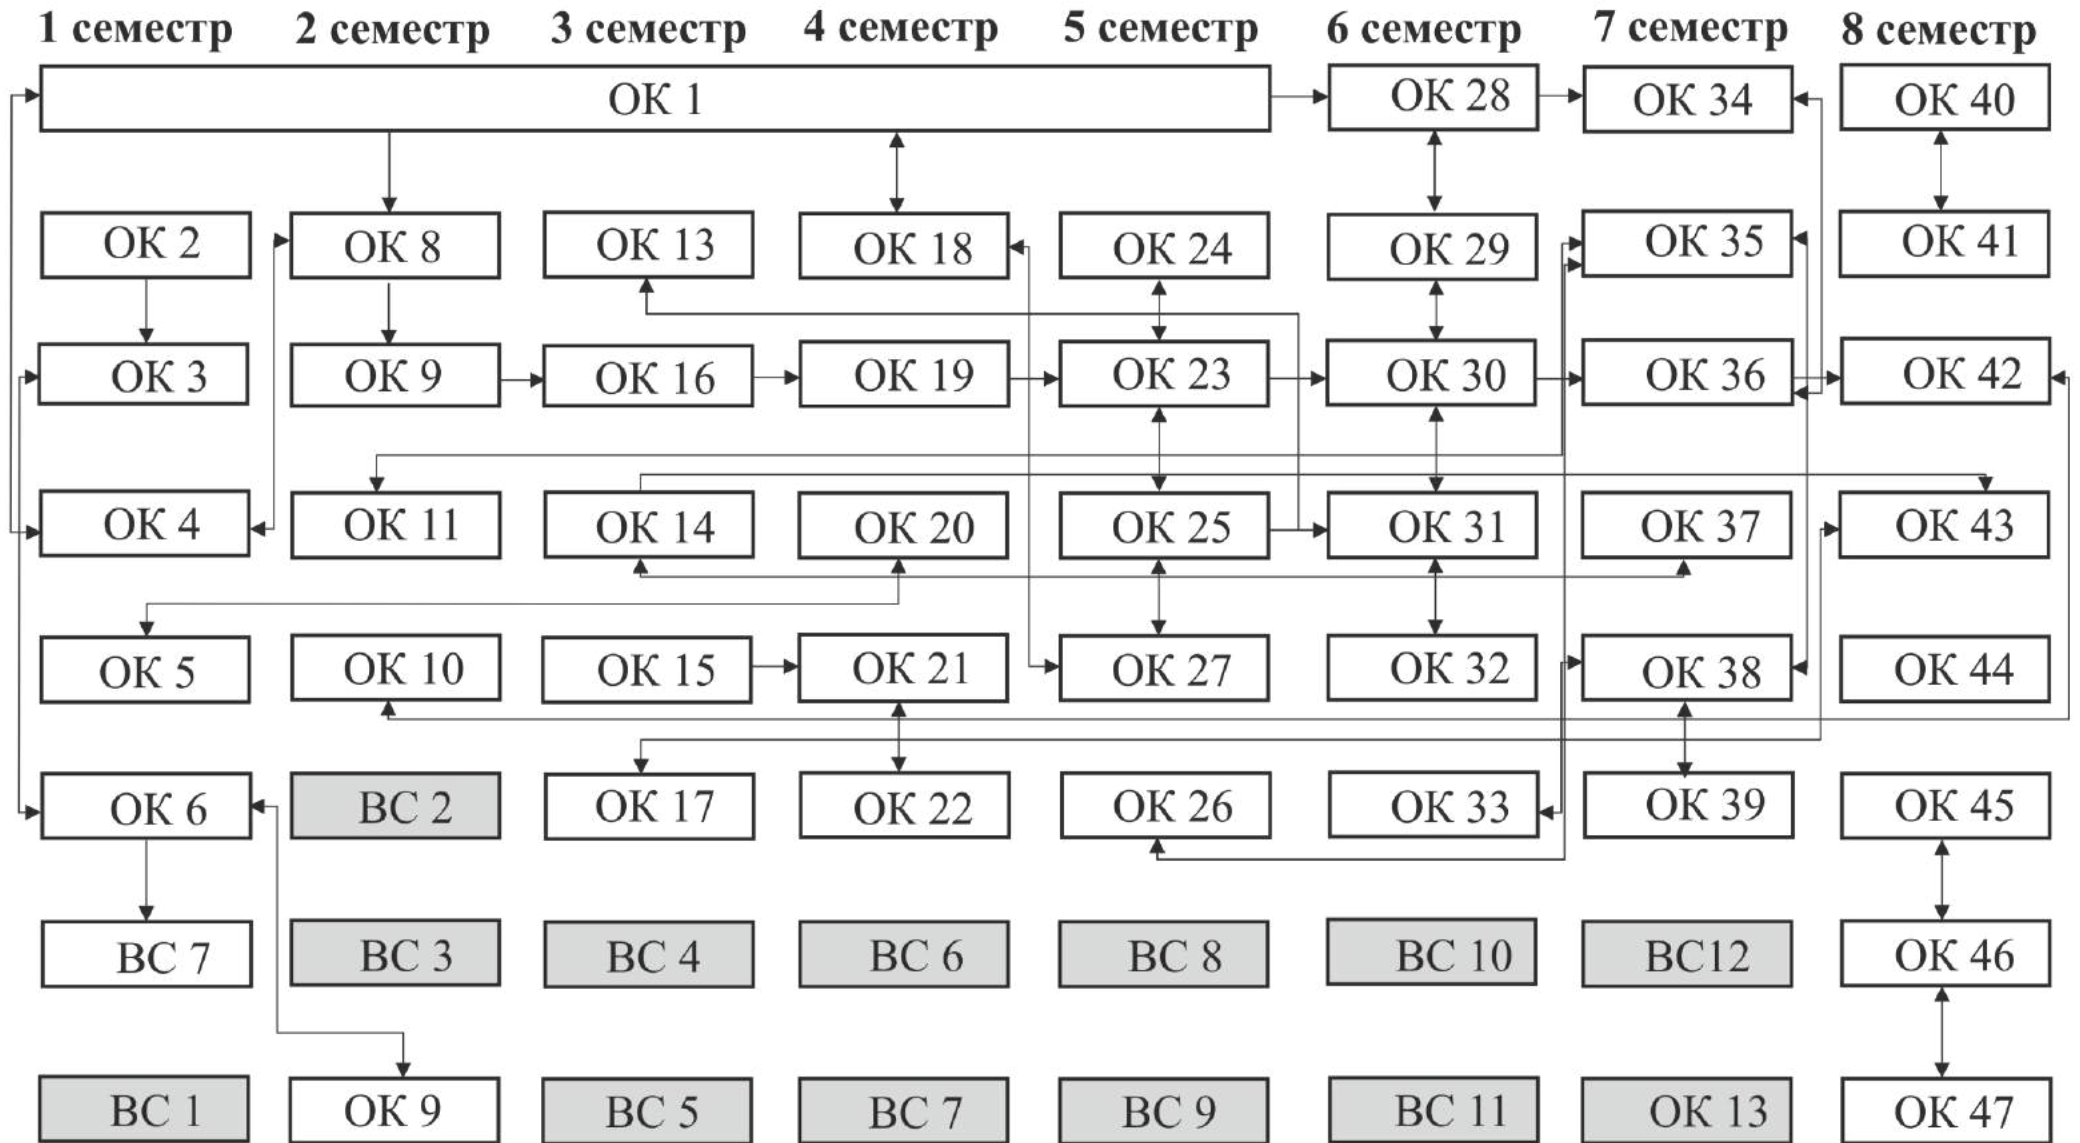 1 семестр 2 семестр 3 семестр 4 семестр 5 семестр 6 семестр 7 семестр 8 семестр
ОК 1 ОК 28 ОК 34 ОК 40
ОК 2 ОК 8 ОК 13 ОК 18 ОК 24 ОК 29 ОК 35 ОК 41
ОК 3 ОК 9 ОК 16 ОК 19 ОК 23 ОК 30 ОК 36 ОК 42
ОК 4 ОК 11 ОК 14 ОК 20 ОК 25 ОК 31 ОК 37 ОК 43
ОК 5 ОК 10 ОК 15 ОК 21 ОК 27 ОК 32 ОК 38 ОК 44
ОК 6 ВС 2 ОК 17 ОК 22 ОК 26 ОК 33 ОК 39 ОК 45
ВС 7 ВС 3 ВС 4 ВС 6 ВС 8 ВС 10 ВС12 ОК 46
ВС 1 ОК 9 ВС 5 ВС 7 ВС 9 ВС 11 ОК 13 ОК 47